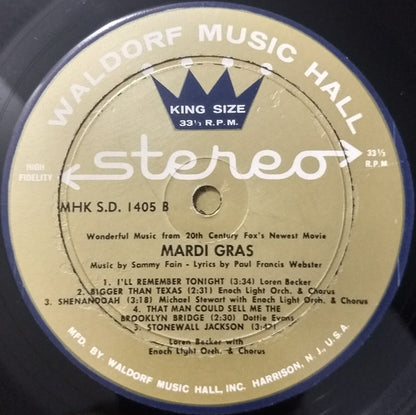 WALDORF MUSIC HALL
KING SIZE
33⅓ R.P.M.
stereo
HIGH
FIDELITY
33⅓
R.P.M.
MHK S.D. 1405 B
Wonderful Music from 20th Century Fox's Newest Movie
MARDI GRAS
Music by Sammy Fain - Lyrics by Paul Francis Webster
1. I'LL REMEMBER TONIGHT (3:34) Loren Becker
2. BIGGER THAN TEXAS (2:31) Enoch Light Orch. & Chorus
3. SHENANDOAH (3:18) Michael Stewart with Enoch Light Orch. & Chorus
4. THAT MAN COULD SELL ME THE
BROOKLYN BRIDGE (2:30) Dottie Evans
5. STONEWALL JACKSON
Loren Becker with
Enoch Light Orch. & Chorus
MFD. BY WALDORF MUSIC HALL, INC. HARRISON, N. J., U.S.A.